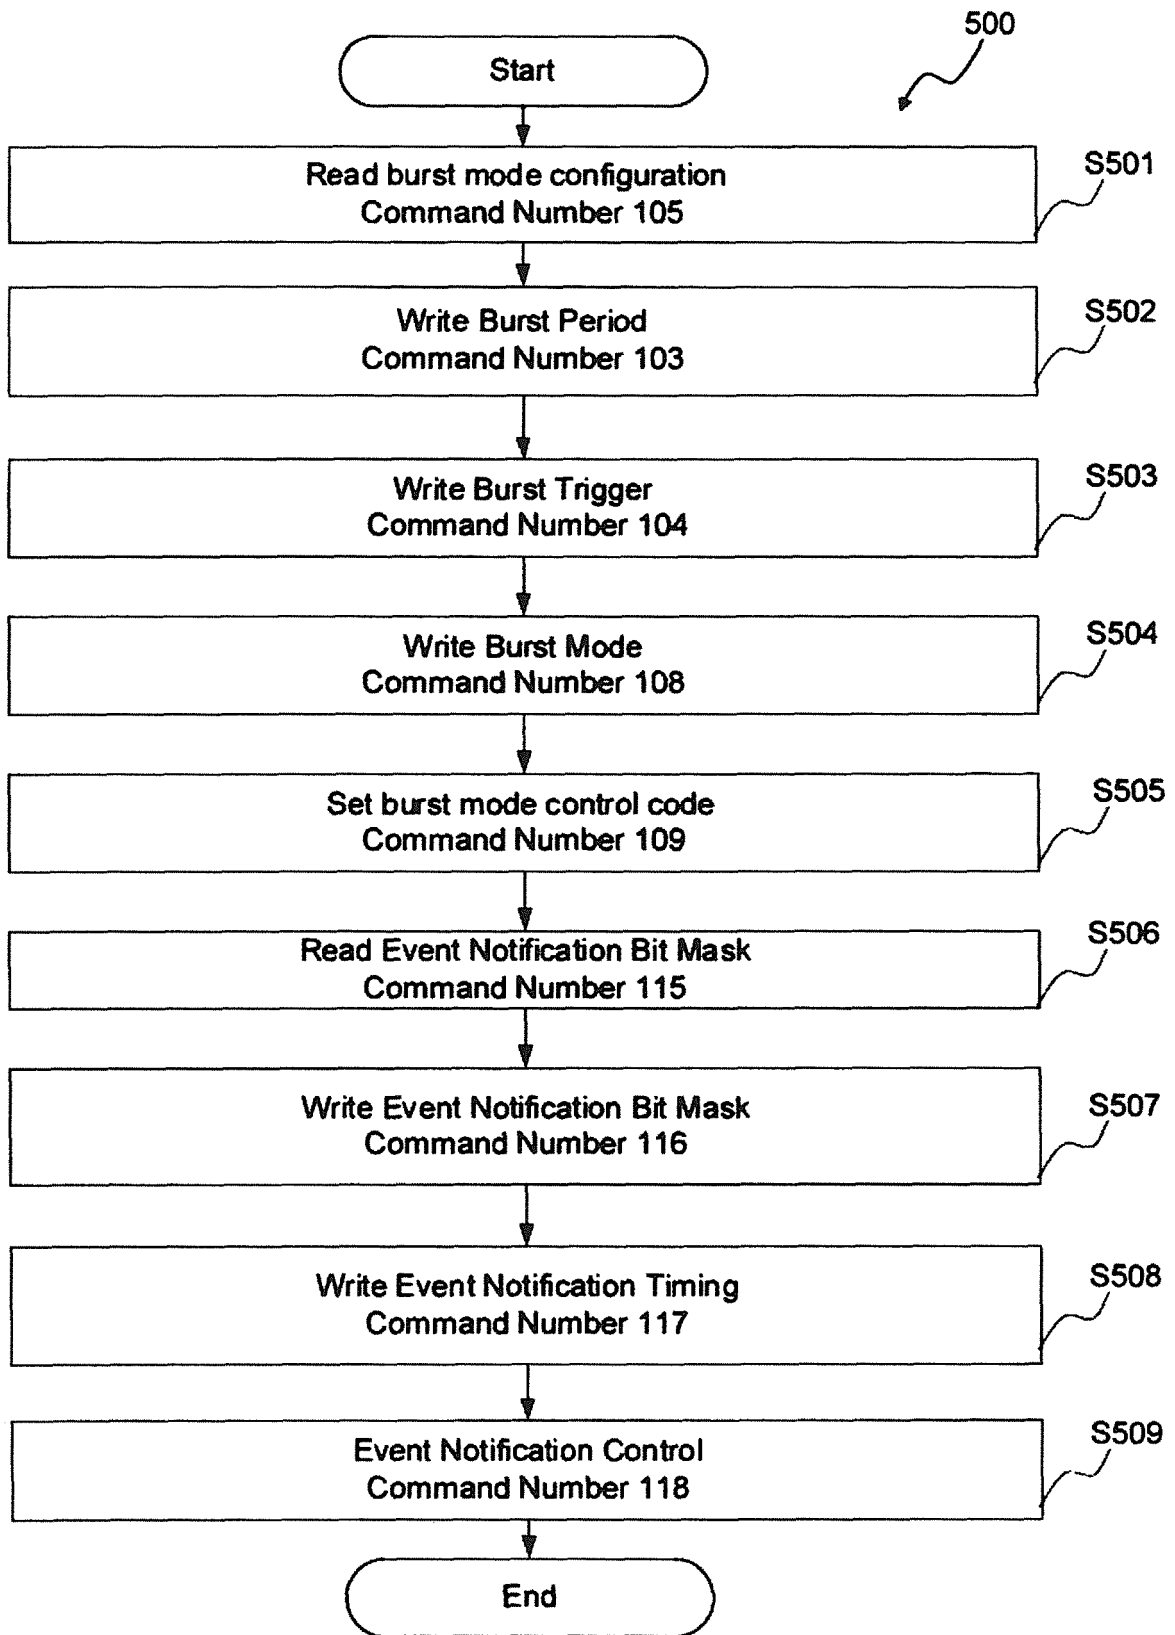 500
Start
Read burst mode configuration
Command Number 105
S501
Write Burst Period
Command Number 103
S502
Write Burst Trigger
Command Number 104
S503
Write Burst Mode
Command Number 108
S504
Set burst mode control code
Command Number 109
S505
Read Event Notification Bit Mask
Command Number 115
S506
Write Event Notification Bit Mask
Command Number 116
S507
Write Event Notification Timing
Command Number 117
S508
Event Notification Control
Command Number 118
S509
End